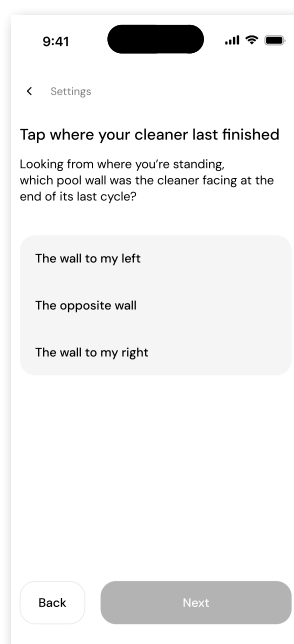 9:41
Settings
Tap where your cleaner last finished
Looking from where you’re standing,
which pool wall was the cleaner facing at the
end of its last cycle?
The wall to my left
The opposite wall
The wall to my right
Back
Next